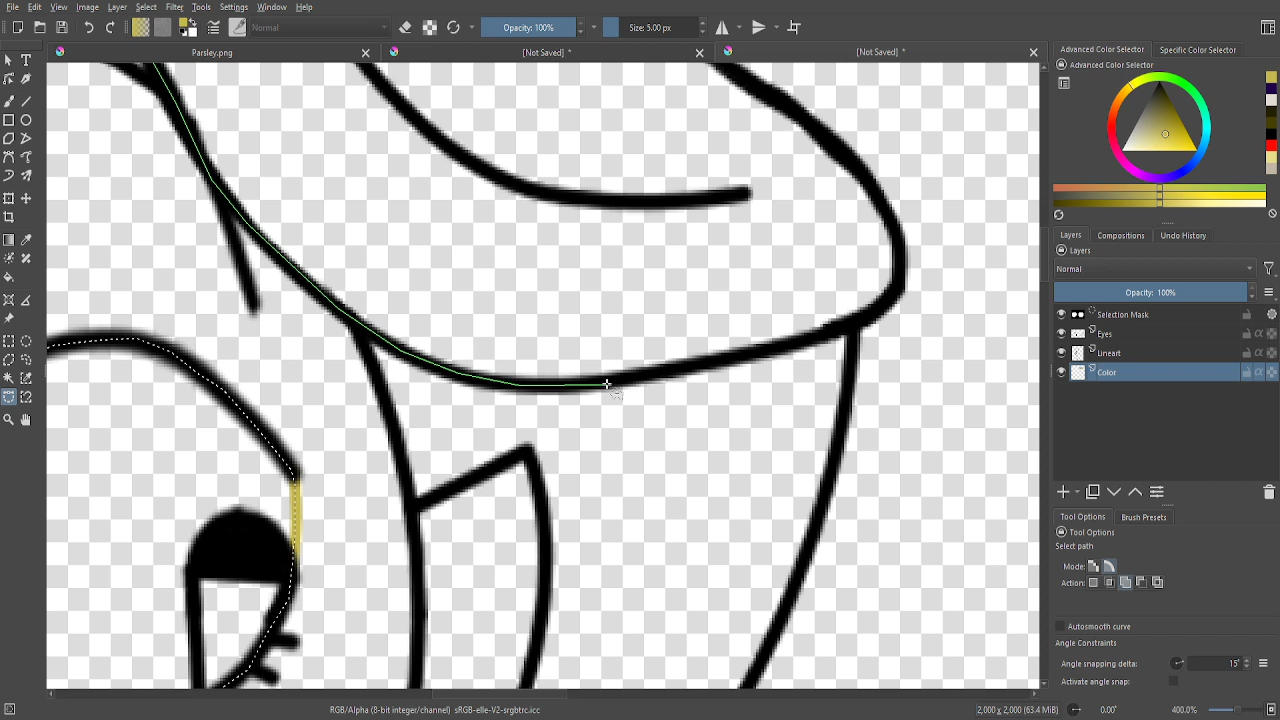 File Edit View Image Layer Select Filter Tools Settings Window Help
Normal Opacity: 100% Size: 5.00 px
Parsley.png [Not Saved] * [Not Saved] *
Advanced Color Selector Specific Color Selector
Advanced Color Selector
Layers Compositions Undo History
Layers
Normal
Opacity: 100%
Selection Mask
Eyes
Lineart
Color
Tool Options Brush Presets
Tool Options
Select path
Mode:
Action:
Autosmooth curve
Angle Constraints
Angle snapping delta: 15°
Activate angle snap:
RGB/Alpha (8-bit integer/channel) sRGB-elle-V2-srgbtrc.icc 2,000 x 2,000 (63.4 MiB) 0.00° 400.0%